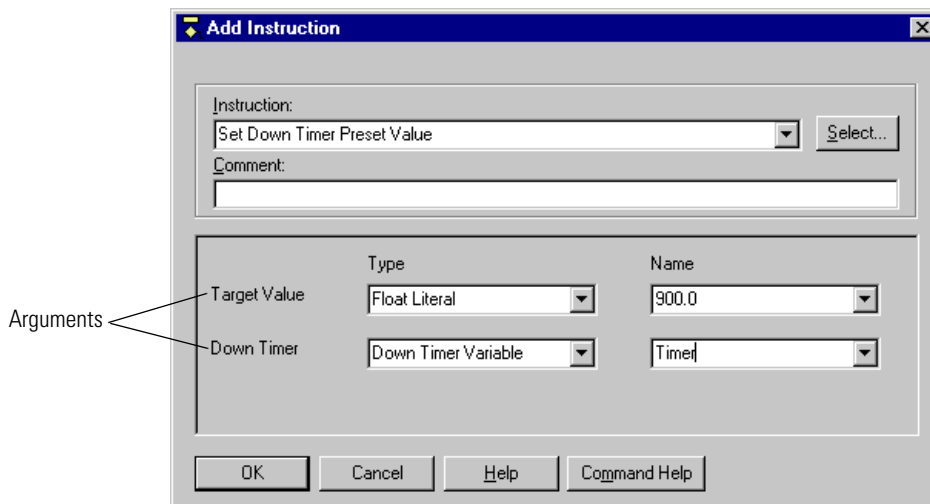 Add Instruction
Instruction:
Set Down Timer Preset Value
Select...
Comment:
Type
Name
Arguments
Target Value
Float Literal
900.0
Down Timer
Down Timer Variable
Timer
OK
Cancel
Help
Command Help